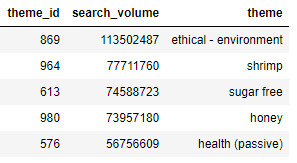 theme_id search_volume theme
869 113502487 ethical - environment
964 77711760 shrimp
613 74588723 sugar free
980 73957180 honey
576 56756609 health (passive)